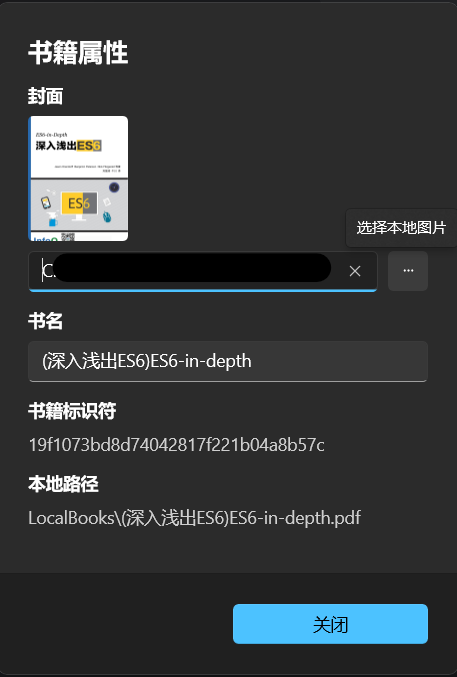 书籍属性
封面
ES6-in-Depth
深入浅出ES6
ES6
InfoQ
选择本地图片
C:
书名
(深入浅出ES6)ES6-in-depth
书籍标识符
19f1073bd8d74042817f221b04a8b57c
本地路径
LocalBooks\(深入浅出ES6)ES6-in-depth.pdf
关闭